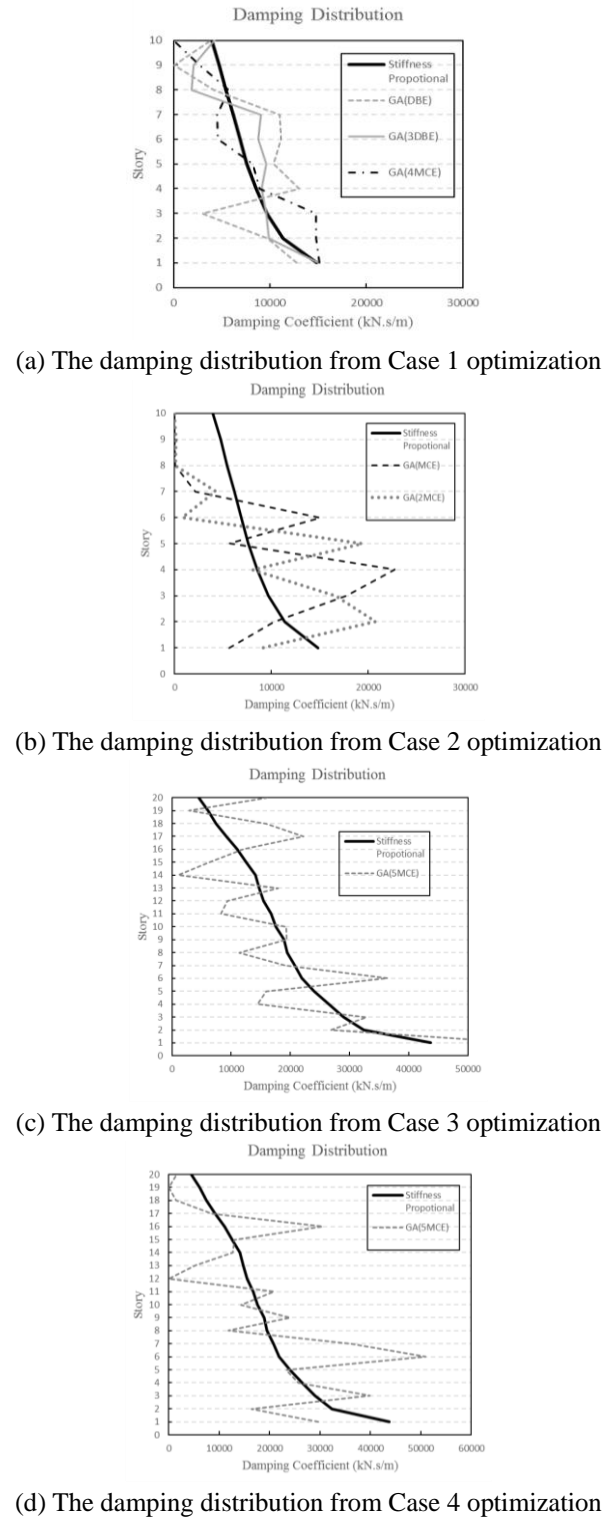 Damping Distribution
10
9
8
7
6
5
4
3
2
1
Story
Stiffness
Propotional
GA(DBE)
GA(3DBE)
GA(4MCE)
0 10000 20000 30000
Damping Coefficient (kN.s/m)
(a) The damping distribution from Case 1 optimization
Damping Distribution
10
9
8
7
6
5
4
3
2
1
0
Story
Stiffness
Propotional
GA(MCE)
GA(2MCE)
0 10000 20000 30000
Damping Coefficient (kN.s/m)
(b) The damping distribution from Case 2 optimization
Damping Distribution
20
19
18
17
16
15
14
13
12
11
10
9
8
7
6
5
4
3
2
1
0
Story
Stiffness
Propotional
GA(5MCE)
0 10000 20000 30000 40000 50000
Damping Coefficient (kN.s/m)
(c) The damping distribution from Case 3 optimization
Damping Distribution
20
19
18
17
16
15
14
13
12
11
10
9
8
7
6
5
4
3
2
1
0
Story
Stiffness
Propotional
GA(5MCE)
0 10000 20000 30000 40000 50000 60000
Damping Coefficient (kN.s/m)
(d) The damping distribution from Case 4 optimization